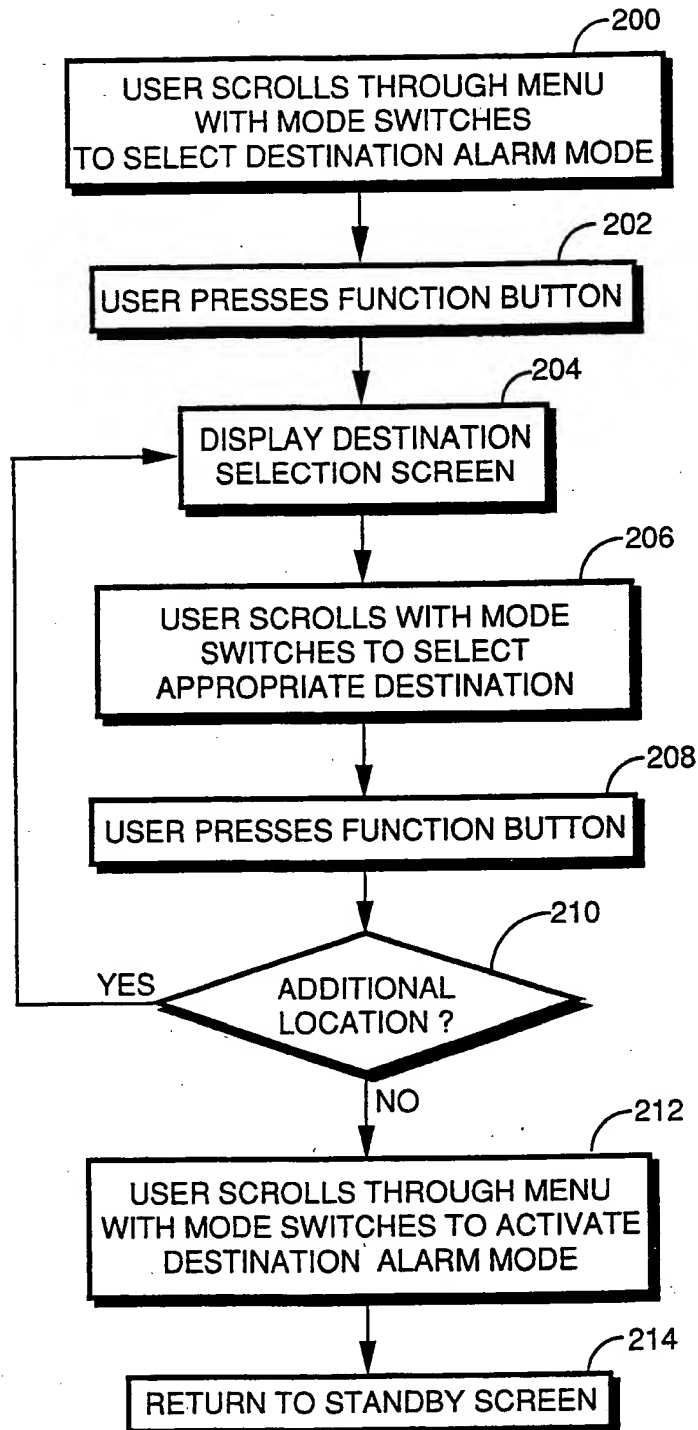 200
USER SCROLLS THROUGH MENU
WITH MODE SWITCHES
TO SELECT DESTINATION ALARM MODE
202
USER PRESSES FUNCTION BUTTON
204
DISPLAY DESTINATION
SELECTION SCREEN
206
USER SCROLLS WITH MODE
SWITCHES TO SELECT
APPROPRIATE DESTINATION
208
USER PRESSES FUNCTION BUTTON
210
YES
ADDITIONAL
LOCATION ?
NO
212
USER SCROLLS THROUGH MENU
WITH MODE SWITCHES TO ACTIVATE
DESTINATION ALARM MODE
214
RETURN TO STANDBY SCREEN